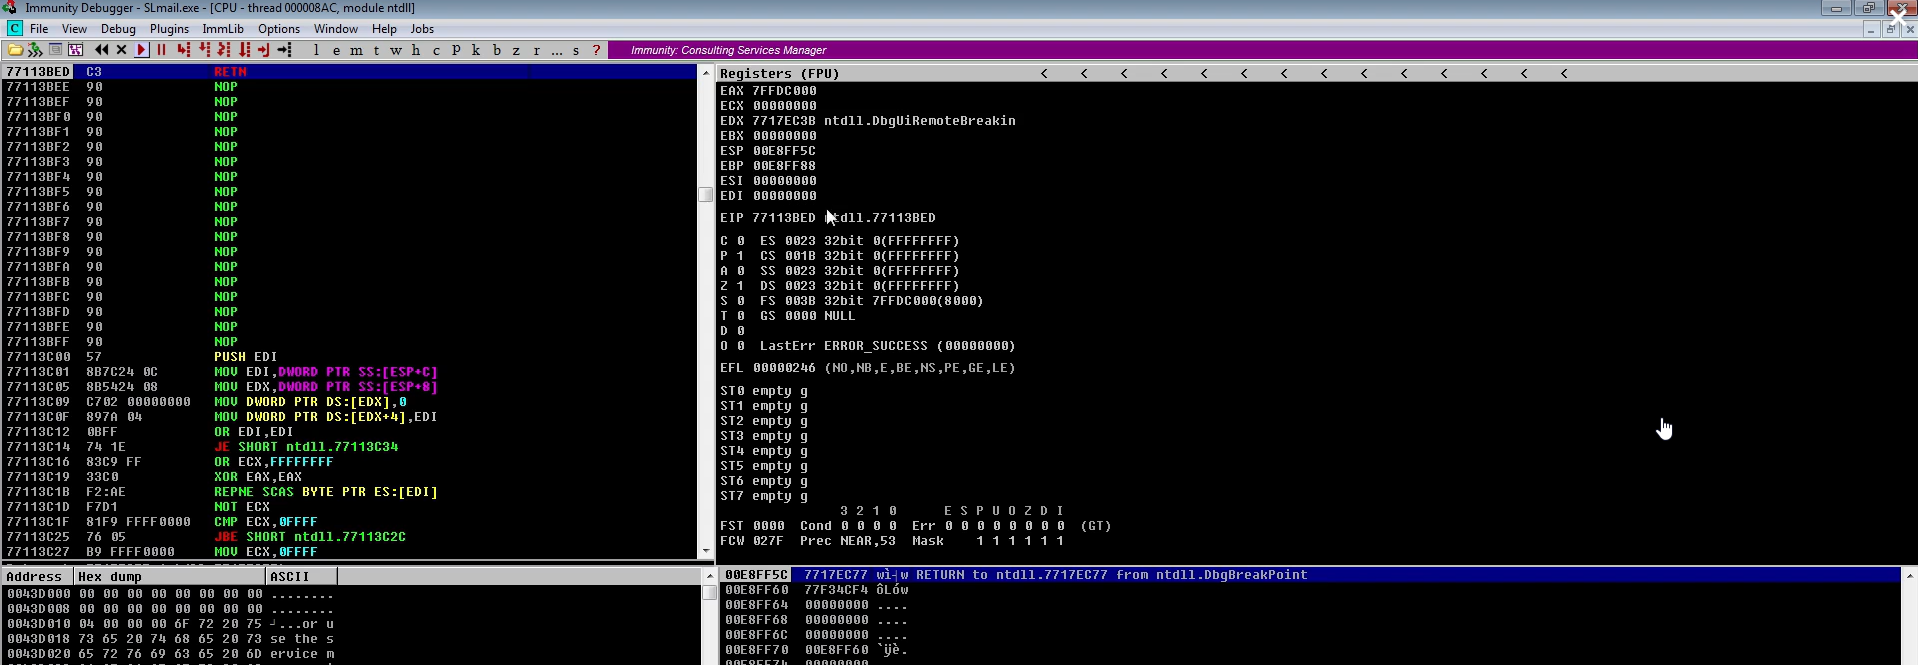 Immunity Debugger - SLmail.exe - [CPU - thread 000008AC, module ntdll]
C File View Debug Plugins ImmLib Options Window Help Jobs
l e m t w h c P k b z r ... s ? Immunity: Consulting Services Manager
77113BED C3 RETN
77113BEE 90 NOP
77113BEF 90 NOP
77113BF0 90 NOP
77113BF1 90 NOP
77113BF2 90 NOP
77113BF3 90 NOP
77113BF4 90 NOP
77113BF5 90 NOP
77113BF6 90 NOP
77113BF7 90 NOP
77113BF8 90 NOP
77113BF9 90 NOP
77113BFA 90 NOP
77113BFB 90 NOP
77113BFC 90 NOP
77113BFD 90 NOP
77113BFE 90 NOP
77113BFF 90 NOP
77113C00 57 PUSH EDI
77113C01 8B7C24 0C MOV EDI,DWORD PTR SS:[ESP+C]
77113C05 8B5424 08 MOV EDX,DWORD PTR SS:[ESP+8]
77113C09 C702 00000000 MOV DWORD PTR DS:[EDX],0
77113C0F 897A 04 MOV DWORD PTR DS:[EDX+4],EDI
77113C12 0BFF OR EDI,EDI
77113C14 74 1E JE SHORT ntdll.77113C34
77113C16 83C9 FF OR ECX,FFFFFFFF
77113C19 33C0 XOR EAX,EAX
77113C1B F2:AE REPNE SCAS BYTE PTR ES:[EDI]
77113C1D F7D1 NOT ECX
77113C1F 81F9 FFFF0000 CMP ECX,0FFFF
77113C25 76 05 JBE SHORT ntdll.77113C2C
77113C27 B9 FFFF0000 MOV ECX,0FFFF
Registers (FPU) < < < < < < < < < < < < < <
EAX 7FFDC000
ECX 00000000
EDX 7717EC3B ntdll.DbgUiRemoteBreakin
EBX 00000000
ESP 00E8FF5C
EBP 00E8FF88
ESI 00000000
EDI 00000000
EIP 77113BED ntdll.77113BED
C 0 ES 0023 32bit 0(FFFFFFFF)
P 1 CS 001B 32bit 0(FFFFFFFF)
A 0 SS 0023 32bit 0(FFFFFFFF)
Z 1 DS 0023 32bit 0(FFFFFFFF)
S 0 FS 003B 32bit 7FFDC000(8000)
T 0 GS 0000 NULL
D 0
O 0 LastErr ERROR_SUCCESS (00000000)
EFL 00000246 (NO,NB,E,BE,NS,PE,GE,LE)
ST0 empty g
ST1 empty g
ST2 empty g
ST3 empty g
ST4 empty g
ST5 empty g
ST6 empty g
ST7 empty g
3 2 1 0 E S P U O Z D I
FST 0000 Cond 0 0 0 0 Err 0 0 0 0 0 0 0 0 (GT)
FCW 027F Prec NEAR,53 Mask 1 1 1 1 1 1
Address Hex dump ASCII
0043D000 00 00 00 00 00 00 00 00 ........
0043D008 00 00 00 00 00 00 00 00 ........
0043D010 04 00 00 00 6F 72 20 75 ┘...or u
0043D018 73 65 20 74 68 65 20 73 se the s
0043D020 65 72 76 69 63 65 20 6D ervice m
00E8FF5C 7717EC77 wì┤w RETURN to ntdll.7717EC77 from ntdll.DbgBreakPoint
00E8FF60 77F34CF4 ôLów
00E8FF64 00000000 ....
00E8FF68 00000000 ....
00E8FF6C 00000000 ....
00E8FF70 00E8FF60 `ÿè.
00E8FF74 00000000